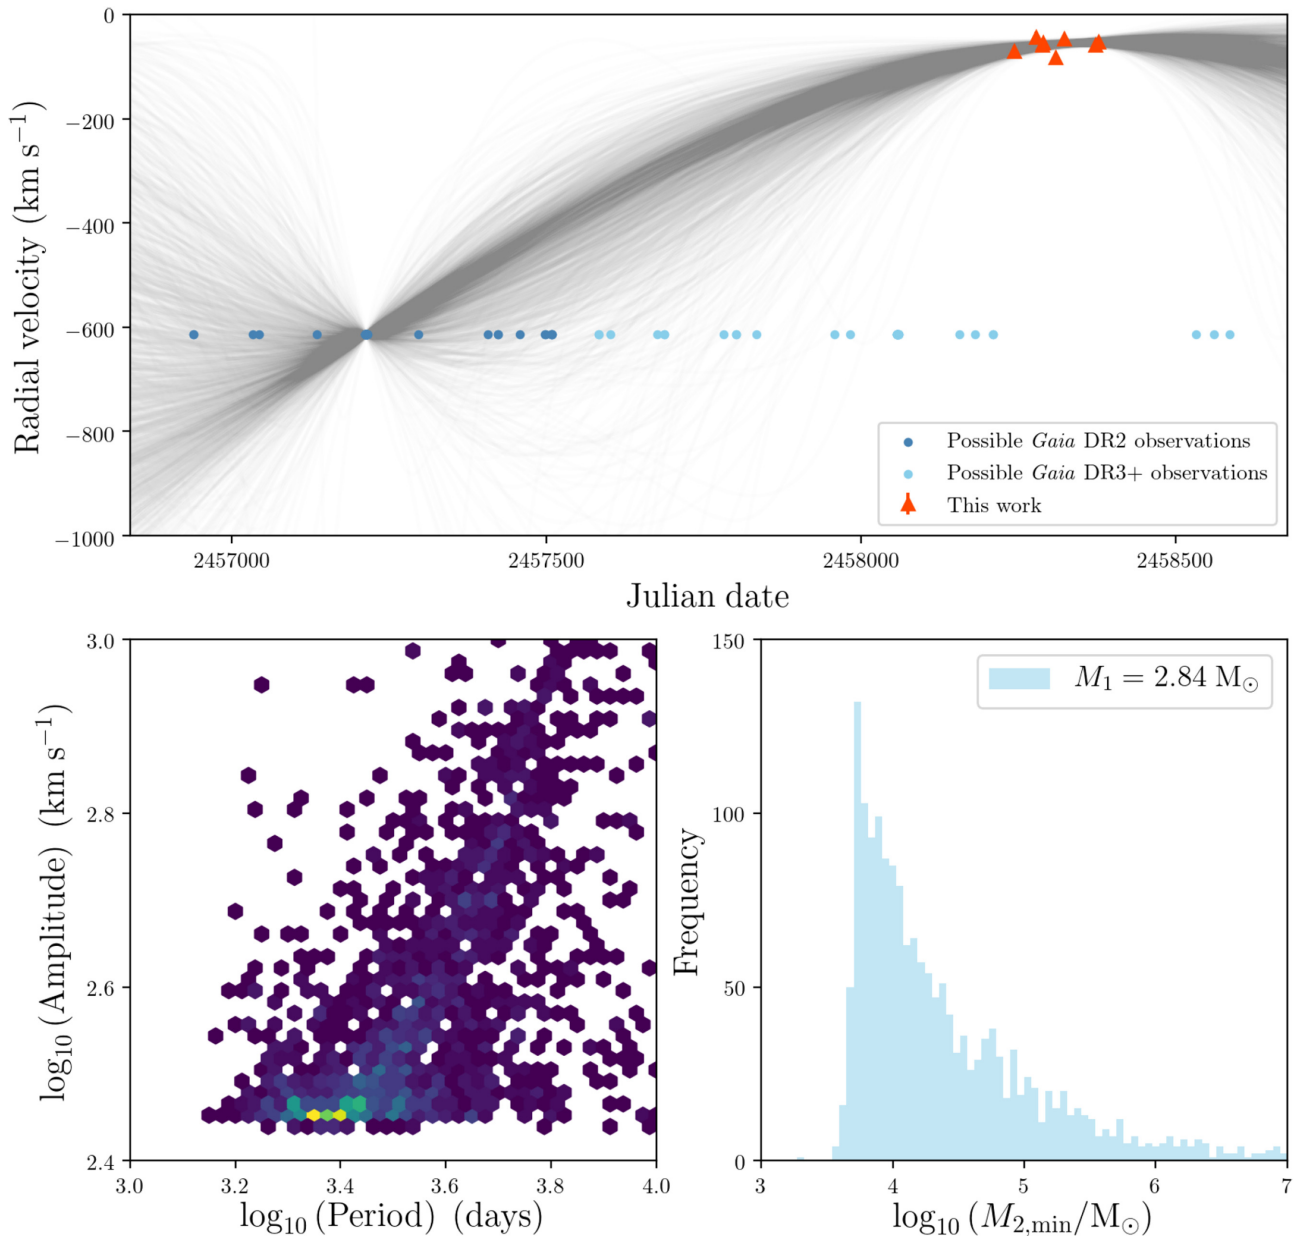 0
−200
−400
−600
−800
−1000
Radial velocity (km s⁻¹)
Possible Gaia DR2 observations
Possible Gaia DR3+ observations
This work
2457000 2457500 2458000 2458500
Julian date
3.0
2.8
2.6
2.4
log₁₀ (Amplitude) (km s⁻¹)
3.0 3.2 3.4 3.6 3.8 4.0
log₁₀ (Period) (days)
150
100
50
0
Frequency
M₁ = 2.84 M⊙
3 4 5 6 7
log₁₀ (M₂,min/M⊙)